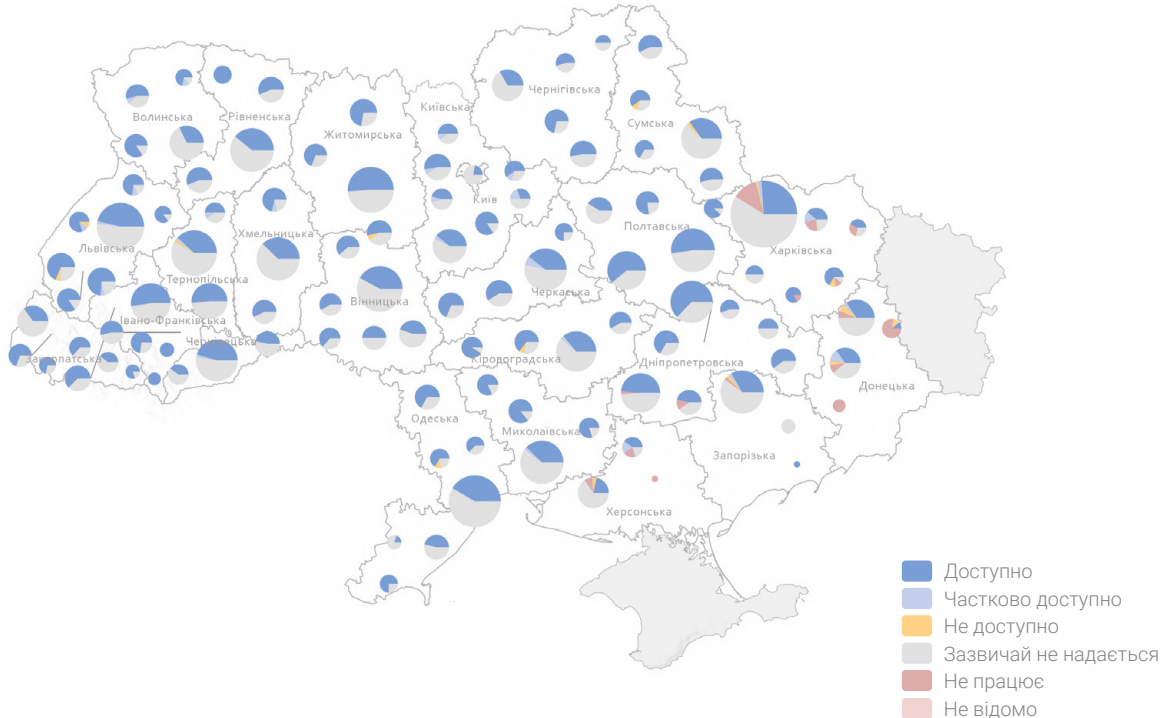 Чернігівська
Київська
Сумська
Волинська
Рівненська
Житомирська
Київ
Полтавська
Хмельницька
Львівська
Харківська
Тернопільська
Черкаська
Вінницька
Івано-Франківська
Чернівецька
Закарпатська
Кіровоградська
Дніпропетровська
Донецька
Одеська
Миколаївська
Запорізька
Херсонська
Доступно
Частково доступно
Не доступно
Зазвичай не надається
Не працює
Не відомо